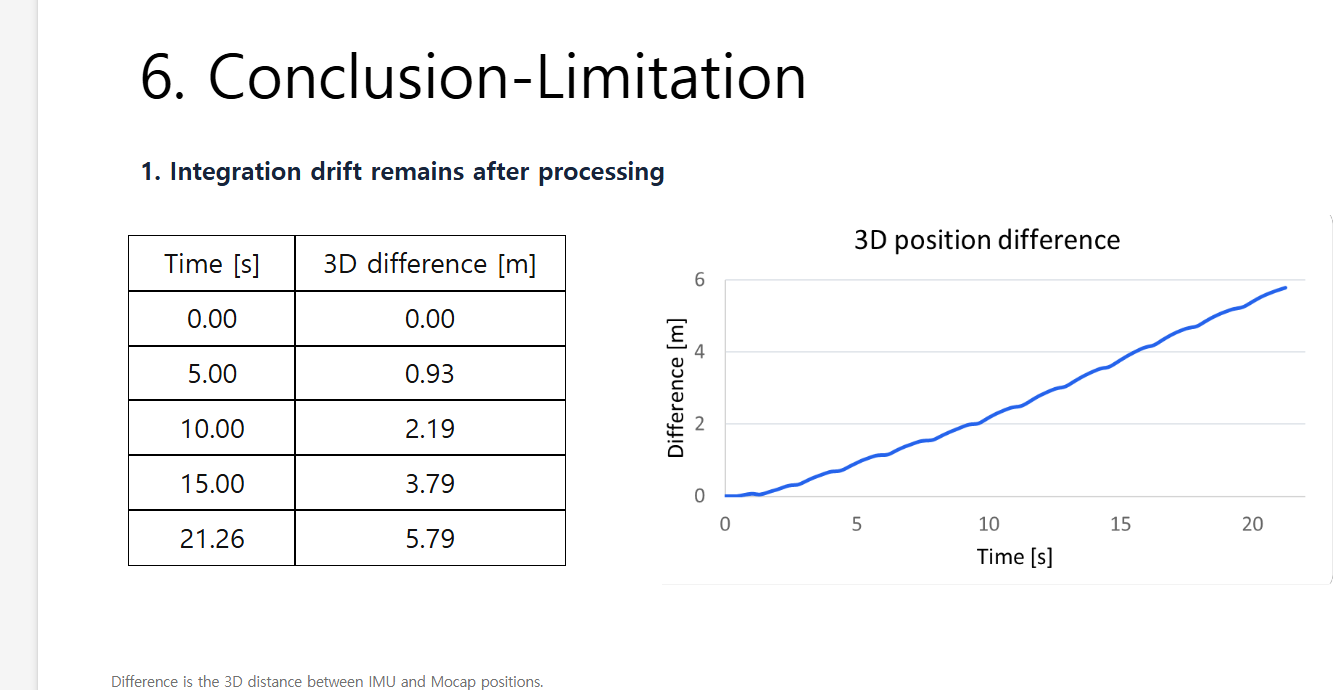 6. Conclusion-Limitation
1. Integration drift remains after processing
Time [s] 3D difference [m]
0.00 0.00
5.00 0.93
10.00 2.19
15.00 3.79
21.26 5.79
3D position difference
Difference [m]
6
4
2
0
0 5 10 15 20
Time [s]
Difference is the 3D distance between IMU and Mocap positions.